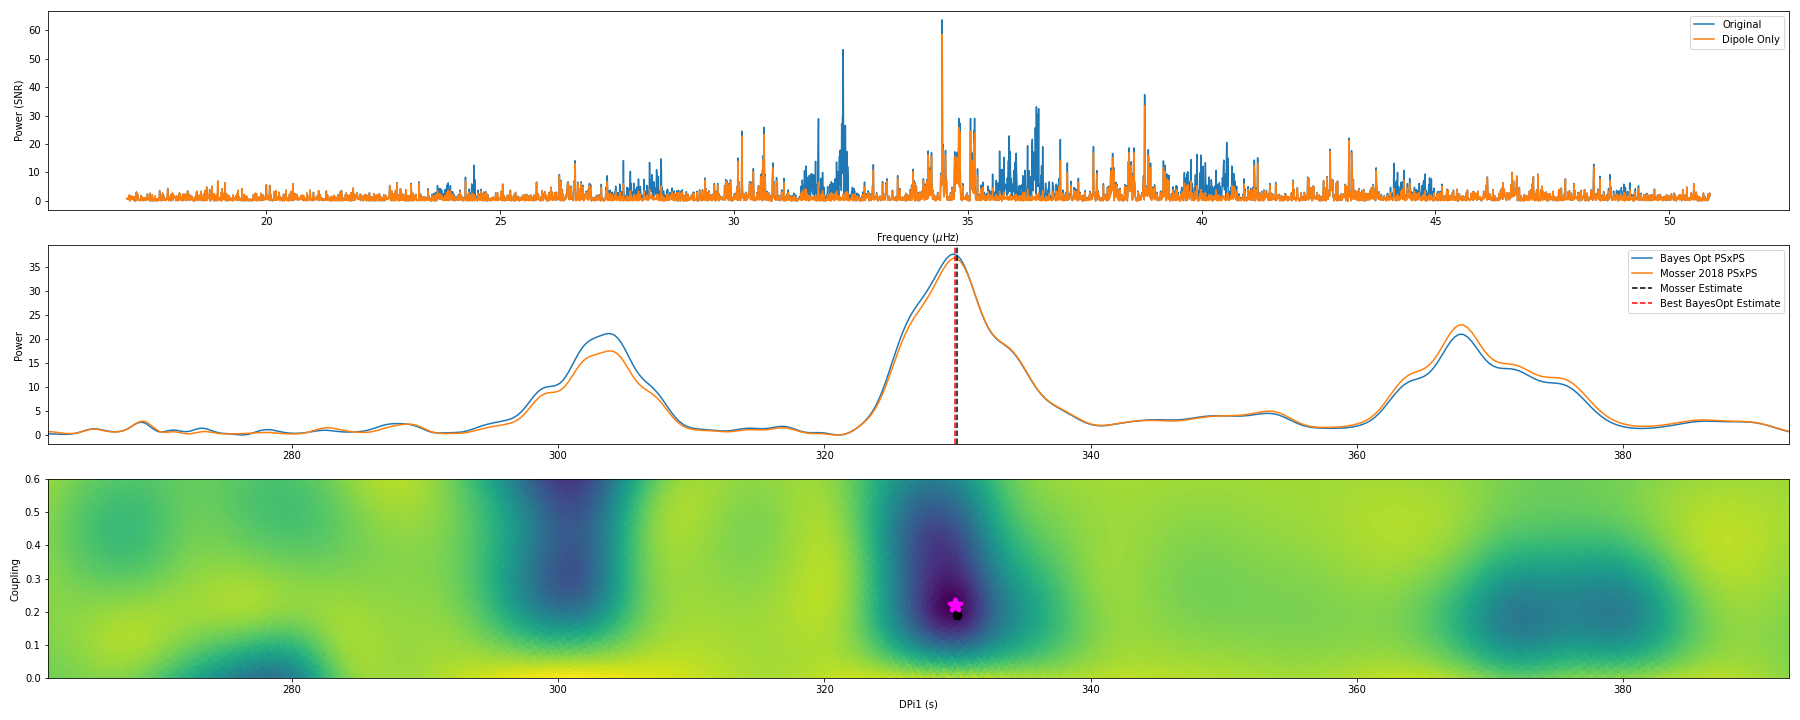 60
50
40
30
20
10
0
Power (SNR)
Original
Dipole Only
20 25 30 35 40 45 50
Frequency (μHz)
35
30
25
20
15
10
5
0
Power
Bayes Opt PSxPS
Mosser 2018 PSxPS
Mosser Estimate
Best BayesOpt Estimate
280 300 320 340 360 380
0.6
0.5
0.4
0.3
0.2
0.1
0.0
Coupling
280 300 320 340 360 380
DPi1 (s)